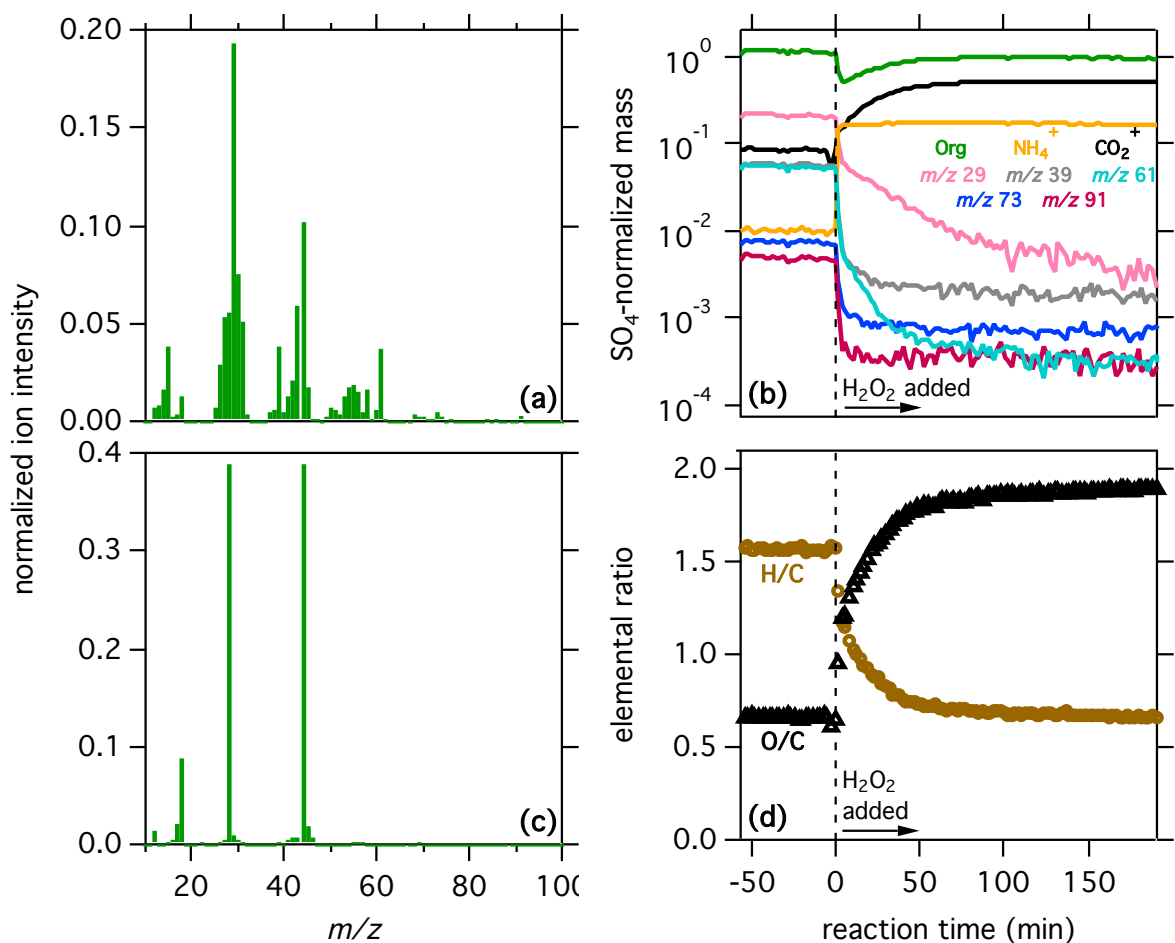 normalized ion intensity
0.20
0.15
0.10
0.05
0.00
(a)
0.4
0.3
0.2
0.1
0.0
(c)
20
40
60
80
100
m/z
SO4-normalized mass
10^0
10^-1
10^-2
10^-3
10^-4
Org NH4+ CO2+
m/z 29 m/z 39 m/z 61
m/z 73 m/z 91
(b)
H2O2 added
elemental ratio
2.0
1.5
1.0
0.5
0.0
H/C
O/C
H2O2
added
(d)
-50
0
50
100
150
reaction time (min)